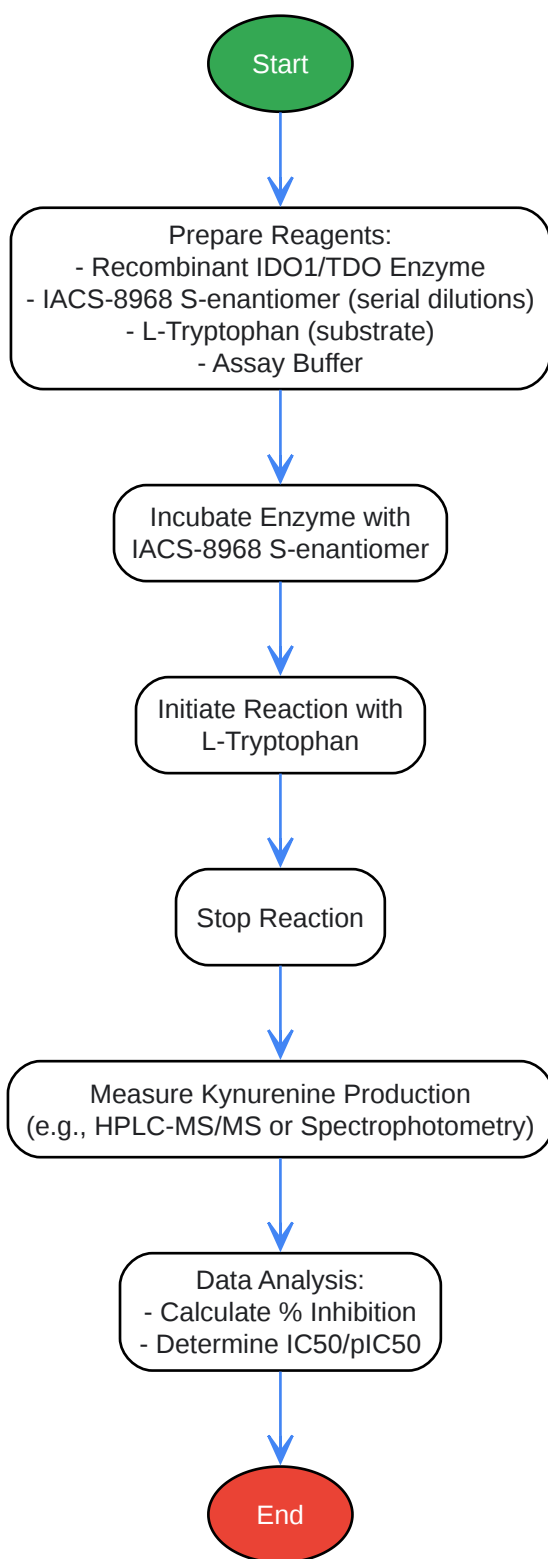 Start
Prepare Reagents:
- Recombinant IDO1/TDO Enzyme
- IACS-8968 S-enantiomer (serial dilutions)
- L-Tryptophan (substrate)
- Assay Buffer
Incubate Enzyme with
IACS-8968 S-enantiomer
Initiate Reaction with
L-Tryptophan
Stop Reaction
Measure Kynurenine Production
(e.g., HPLC-MS/MS or Spectrophotometry)
Data Analysis:
- Calculate % Inhibition
- Determine IC50/pIC50
End